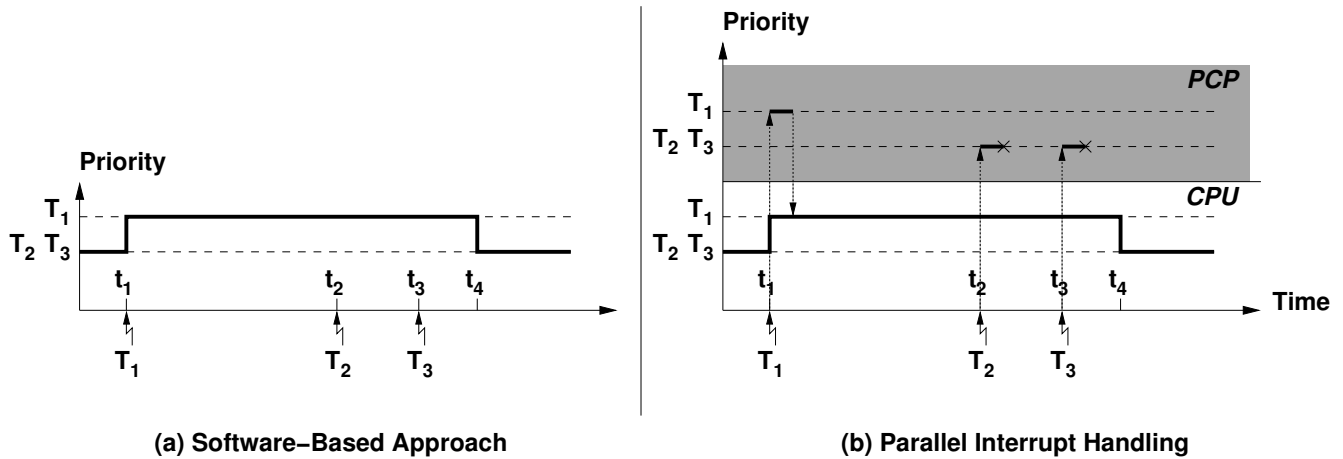 Priority
T1
T2 T3
t1 t2 t3 t4
T1 T2 T3
(a) Software–Based Approach
Priority
PCP
T1
T2 T3
CPU
T1
T2 T3
t1 t2 t3 t4
Time
T1 T2 T3
(b) Parallel Interrupt Handling